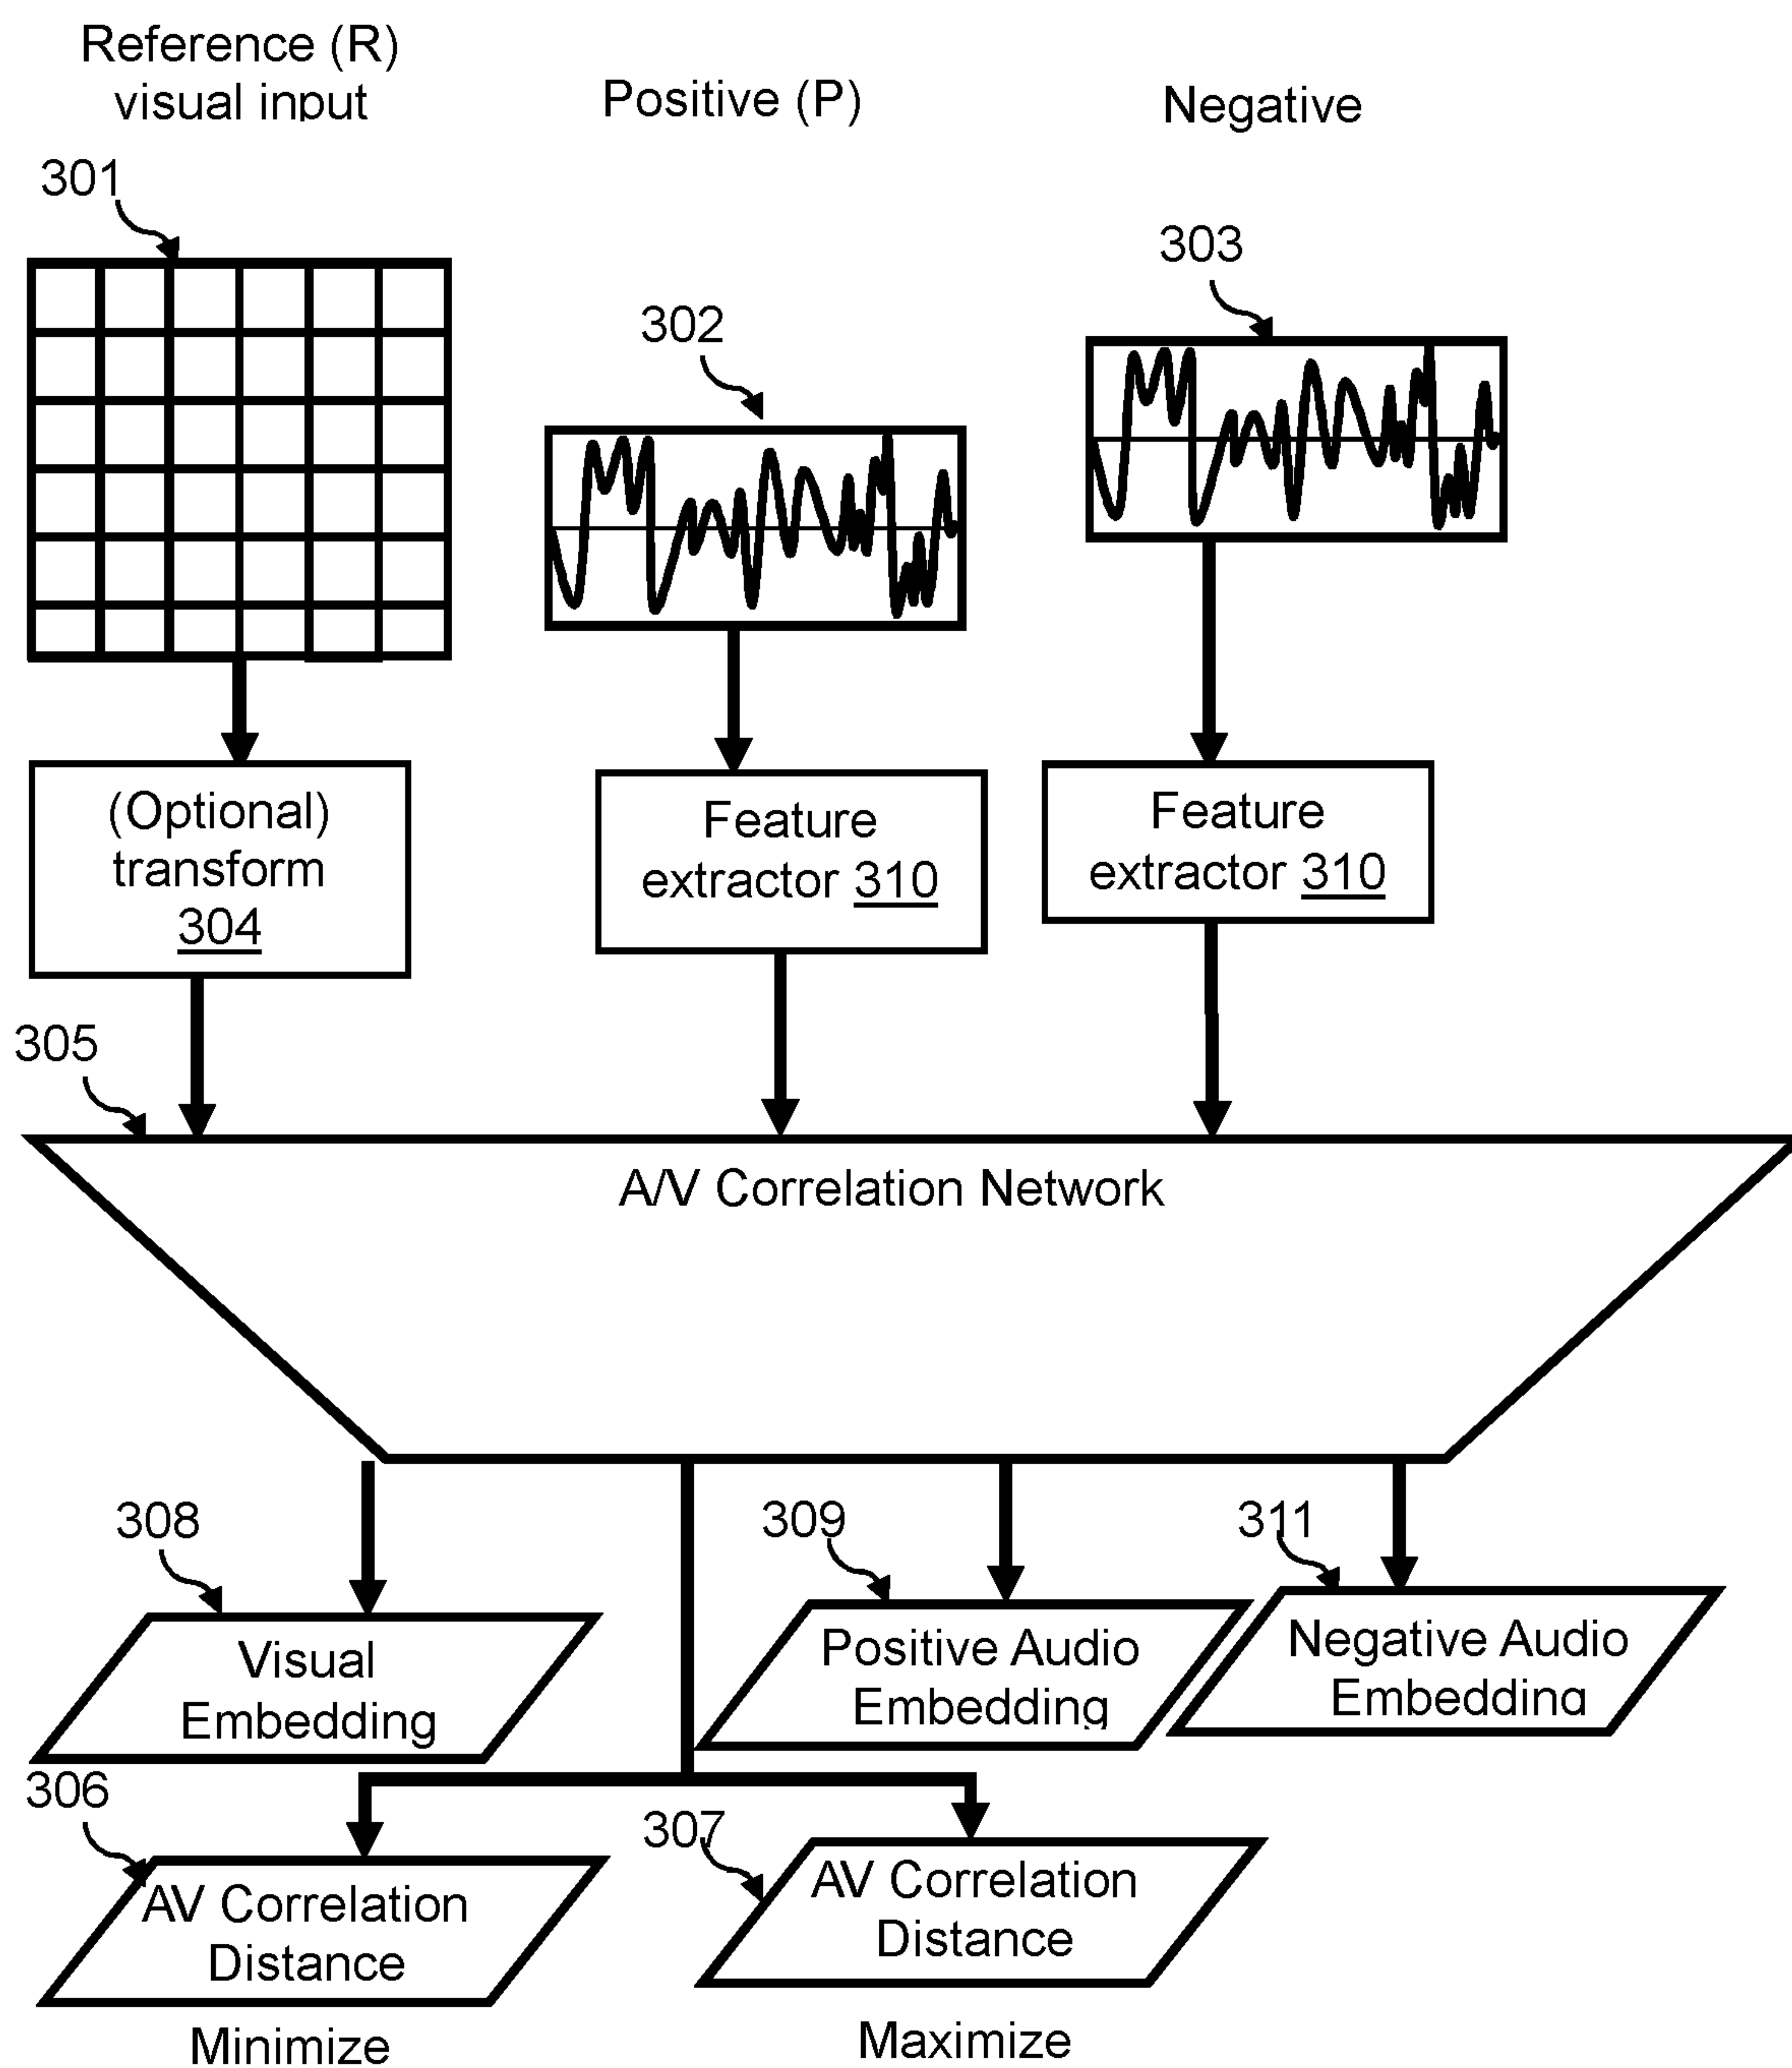 Reference (R)
visual input
Positive (P)
Negative
301
302
303
(Optional)
transform
304
Feature
extractor 310
Feature
extractor 310
305
A/V Correlation Network
308
309
311
Visual
Embedding
Positive Audio
Embedding
Negative Audio
Embedding
306
307
AV Correlation
Distance
AV Correlation
Distance
Minimize
Maximize